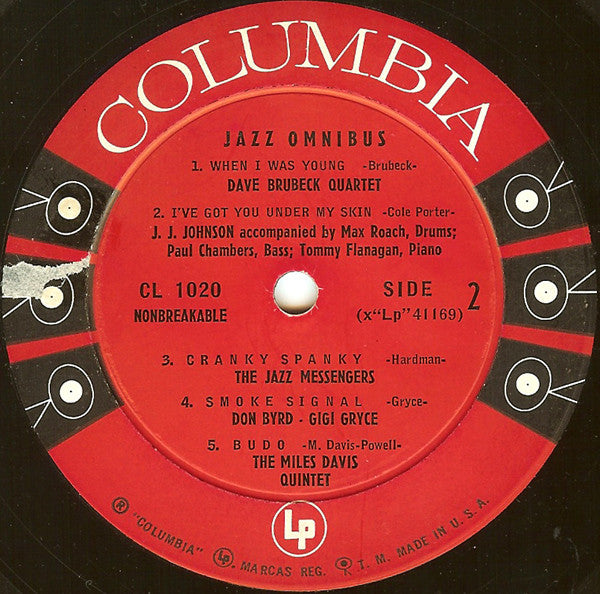 COLUMBIA
JAZZ OMNIBUS
1. WHEN I WAS YOUNG -Brubeck-
DAVE BRUBECK QUARTET
2. I'VE GOT YOU UNDER MY SKIN -Cole Porter-
J. J. JOHNSON accompanied by Max Roach, Drums;
Paul Chambers, Bass; Tommy Flanagan, Piano
CL 1020 SIDE 2
NONBREAKABLE (x"Lp"41169)
3. CRANKY SPANKY -Hardman-
THE JAZZ MESSENGERS
4. SMOKE SIGNAL -Gryce-
DON BYRD - GIGI GRYCE
5. BUDO -M. Davis-Powell-
THE MILES DAVIS
QUINTET
Lp
® "COLUMBIA" ℗. MARCAS REG. T. M. MADE IN U. S. A.